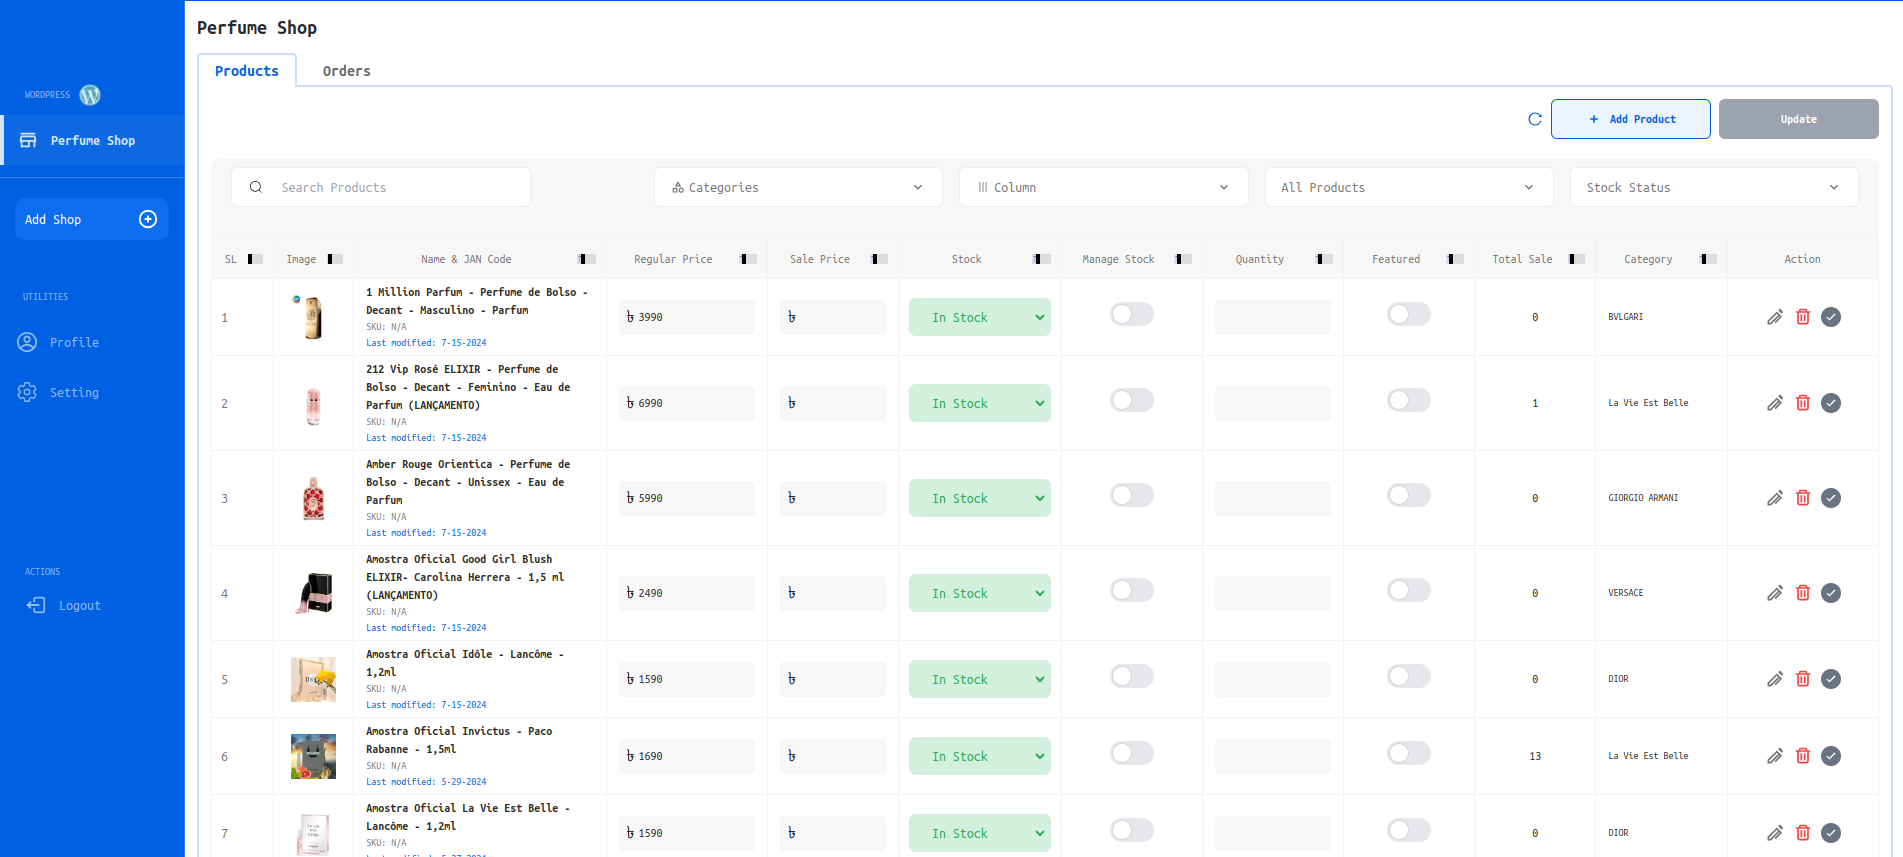 Perfume Shop
Products
Orders
WORDPRESS
Perfume Shop
Add Shop
UTILITIES
Profile
Setting
ACTIONS
Logout
+ Add Product
Update
Search Products
Categories
Column
All Products
Stock Status
SL Image Name & JAN Code Regular Price Sale Price Stock Manage Stock Quantity Featured Total Sale Category Action
1 Million Parfum - Perfume de Bolso -
Decant - Masculino - Parfum
SKU: N/A
Last modified: 7-15-2024
1 ৳ 3990 ৳ In Stock 0 BVLGARI
212 Vip Rosé ELIXIR - Perfume de
Bolso - Decant - Feminino - Eau de
Parfum (LANÇAMENTO)
SKU: N/A
Last modified: 7-15-2024
2 ৳ 6990 ৳ In Stock 1 La Vie Est Belle
Amber Rouge Orientica - Perfume de
Bolso - Decant - Unissex - Eau de
Parfum
SKU: N/A
Last modified: 7-15-2024
3 ৳ 5990 ৳ In Stock 0 GIORGIO ARMANI
Amostra Oficial Good Girl Blush
ELIXIR- Carolina Herrera - 1,5 ml
(LANÇAMENTO)
SKU: N/A
Last modified: 7-15-2024
4 ৳ 2490 ৳ In Stock 0 VERSACE
Amostra Oficial Idôle - Lancôme -
1,2ml
SKU: N/A
Last modified: 7-15-2024
5 ৳ 1590 ৳ In Stock 0 DIOR
Amostra Oficial Invictus - Paco
Rabanne - 1,5ml
SKU: N/A
Last modified: 5-29-2024
6 ৳ 1690 ৳ In Stock 13 La Vie Est Belle
Amostra Oficial La Vie Est Belle -
Lancôme - 1,2ml
SKU: N/A
7 ৳ 1590 ৳ In Stock 0 DIOR